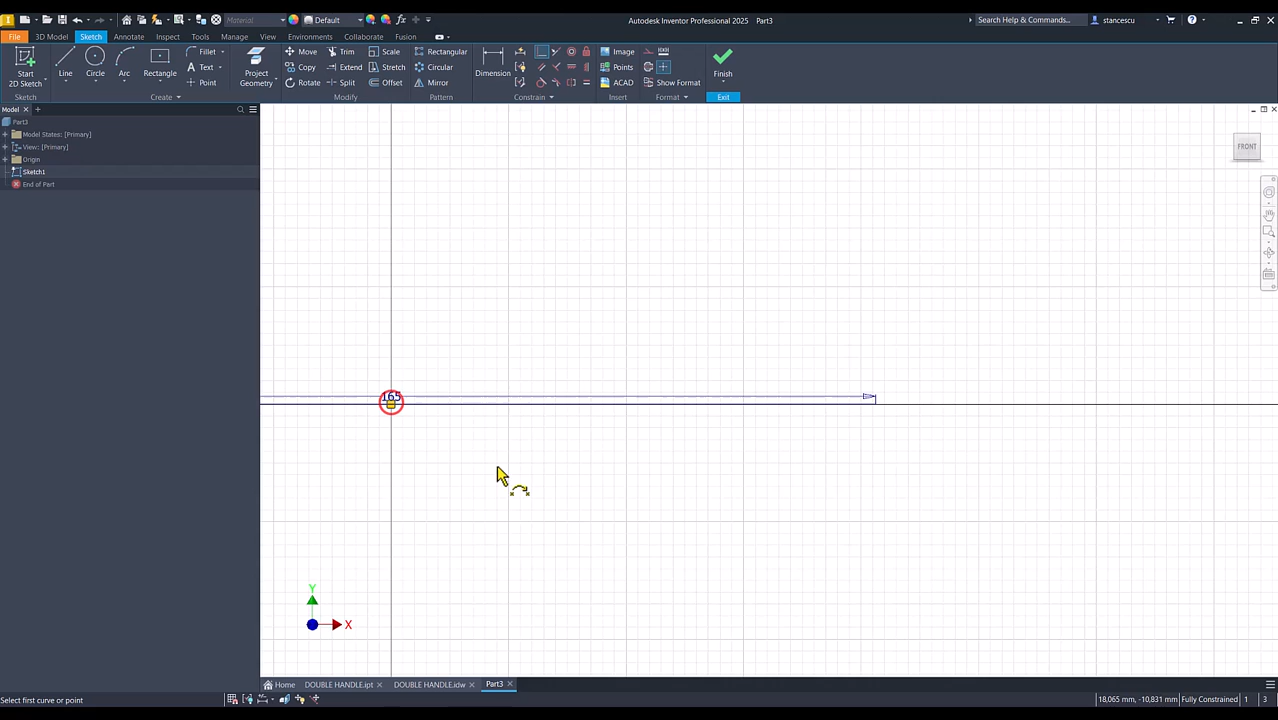 Material Default Autodesk Inventor Professional 2025 Part3 Search Help & Commands... stancescu
File 3D Model Sketch Annotate Inspect Tools Manage View Environments Collaborate Fusion
Start 2D Sketch Line Circle Arc Rectangle Fillet Text Point Project Geometry Move Copy Rotate Trim Extend Split Scale Stretch Offset Rectangular Circular Mirror Dimension Image Points ACAD Show Format Finish
Sketch Create Modify Pattern Constrain Insert Format Exit
Model
Part3
Model States: [Primary]
View: [Primary]
Origin
Sketch1
End of Part
FRONT
165
Y
X
Home DOUBLE HANDLE.ipt DOUBLE HANDLE.idw Part3
Select first curve or point 18,065 mm, -10,831 mm Fully Constrained 1 3